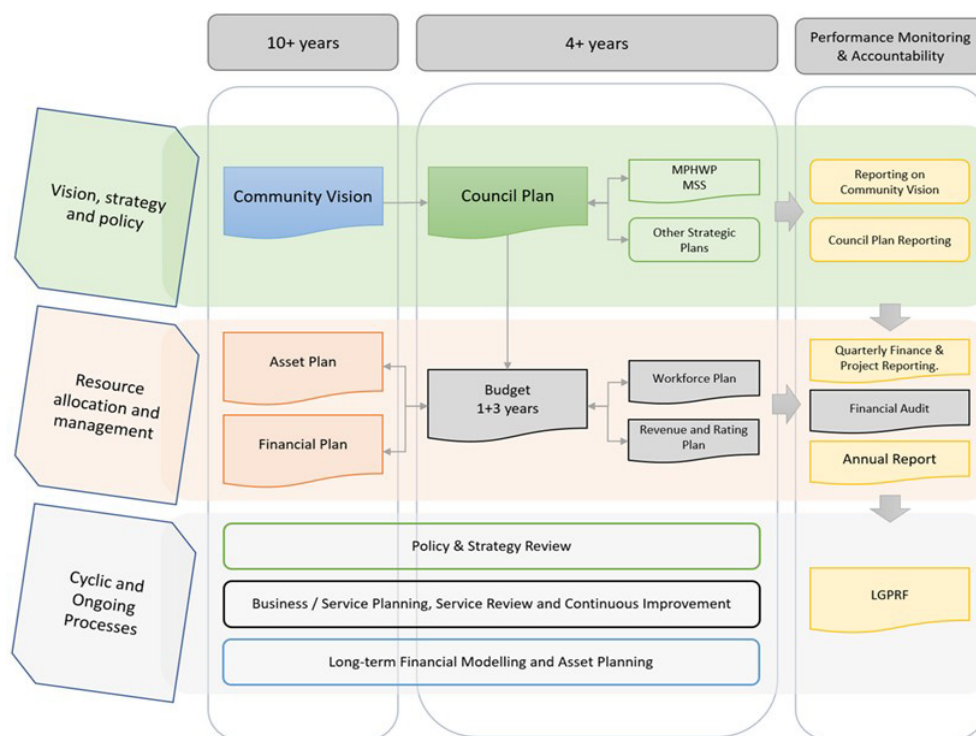 10+ years
4+ years
Performance Monitoring
& Accountability
Vision, strategy
and policy
Community Vision
Council Plan
MPHWP
MSS
Other Strategic
Plans
Reporting on
Community Vision
Council Plan Reporting
Resource
allocation and
management
Asset Plan
Financial Plan
Budget
1+3 years
Workforce Plan
Revenue and Rating
Plan
Quarterly Finance &
Project Reporting.
Financial Audit
Annual Report
Cyclic and
Ongoing
Processes
Policy & Strategy Review
Business / Service Planning, Service Review and Continuous Improvement
Long-term Financial Modelling and Asset Planning
LGPRF